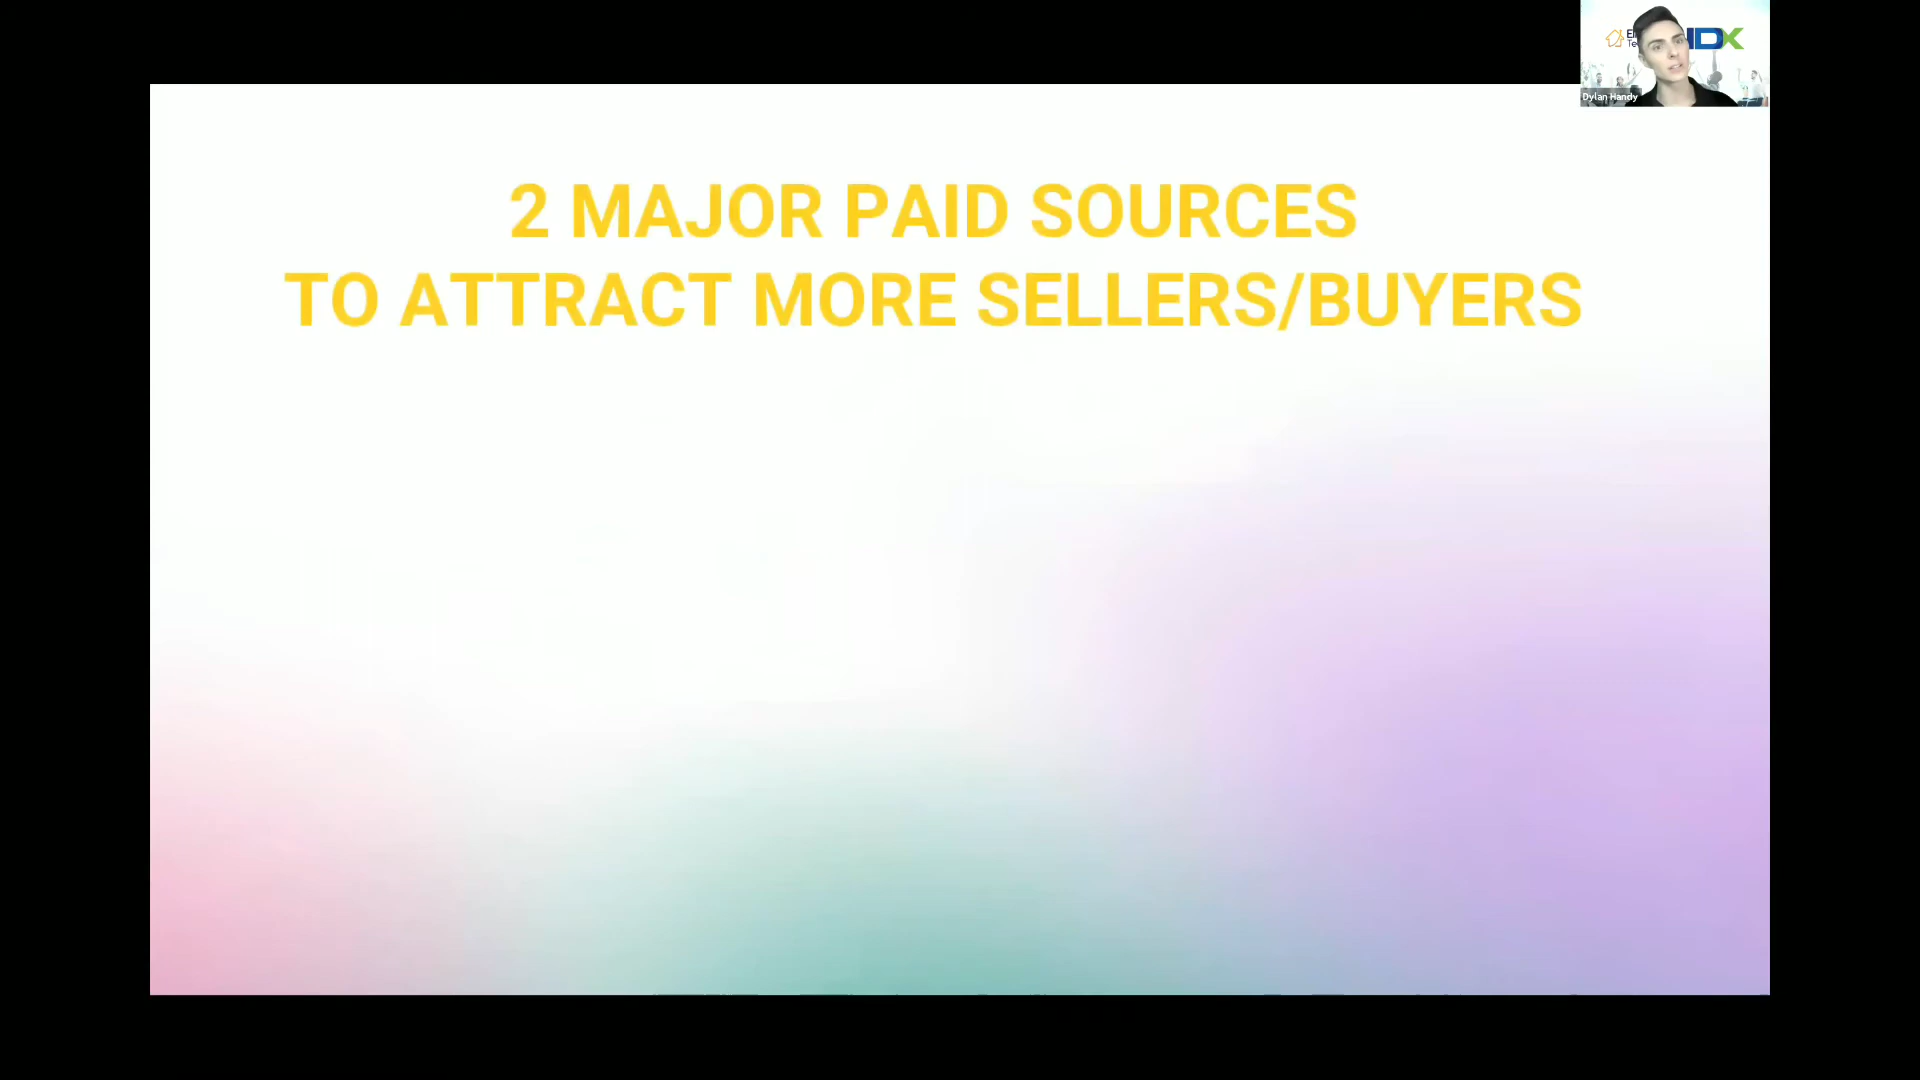 2 MAJOR PAID SOURCES
TO ATTRACT MORE SELLERS/BUYERS
IDX
Dylan Handy